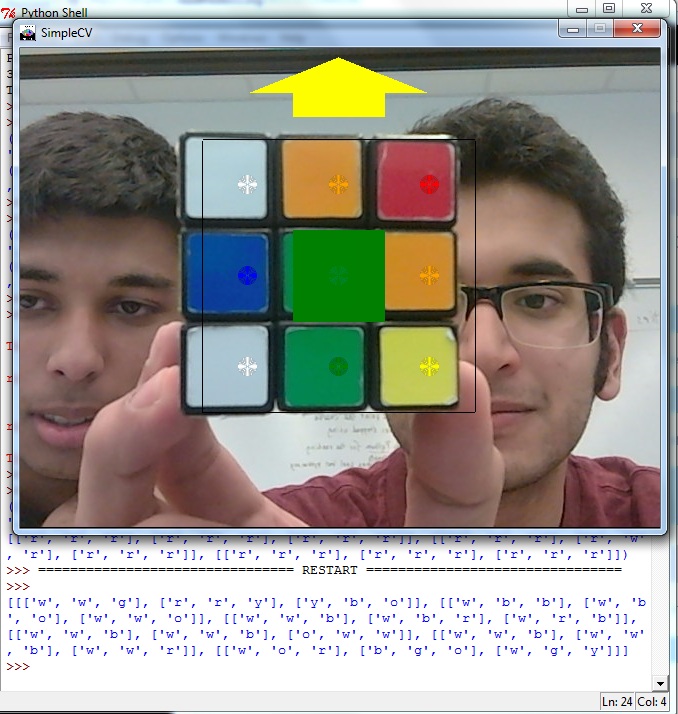 Python Shell
SimpleCV
[['r', 'r', 'r'], ['r', 'r', 'r'], ['r', 'r', 'r']], [['r', 'r', 'r'], ['r', 'r', 'w'
, 'r'], ['r', 'r', 'r']], [['r', 'r', 'r'], ['r', 'r', 'r'], ['r', 'r', 'r']])
>>> ================================ RESTART ================================
>>>
[[['w', 'w', 'g'], ['r', 'r', 'y'], ['y', 'b', 'o']], [['w', 'b', 'b'], ['w', 'b
', 'o'], ['w', 'w', 'o']], [['w', 'w', 'b'], ['w', 'b', 'r'], ['w', 'r', 'b']],
[['w', 'w', 'b'], ['w', 'w', 'b'], ['o', 'w', 'w']], [['w', 'w', 'b'], ['w', 'w'
, 'b'], ['w', 'w', 'r']], [['w', 'o', 'r'], ['b', 'g', 'o'], ['w', 'g', 'y']]]
>>>
Ln: 24 Col: 4